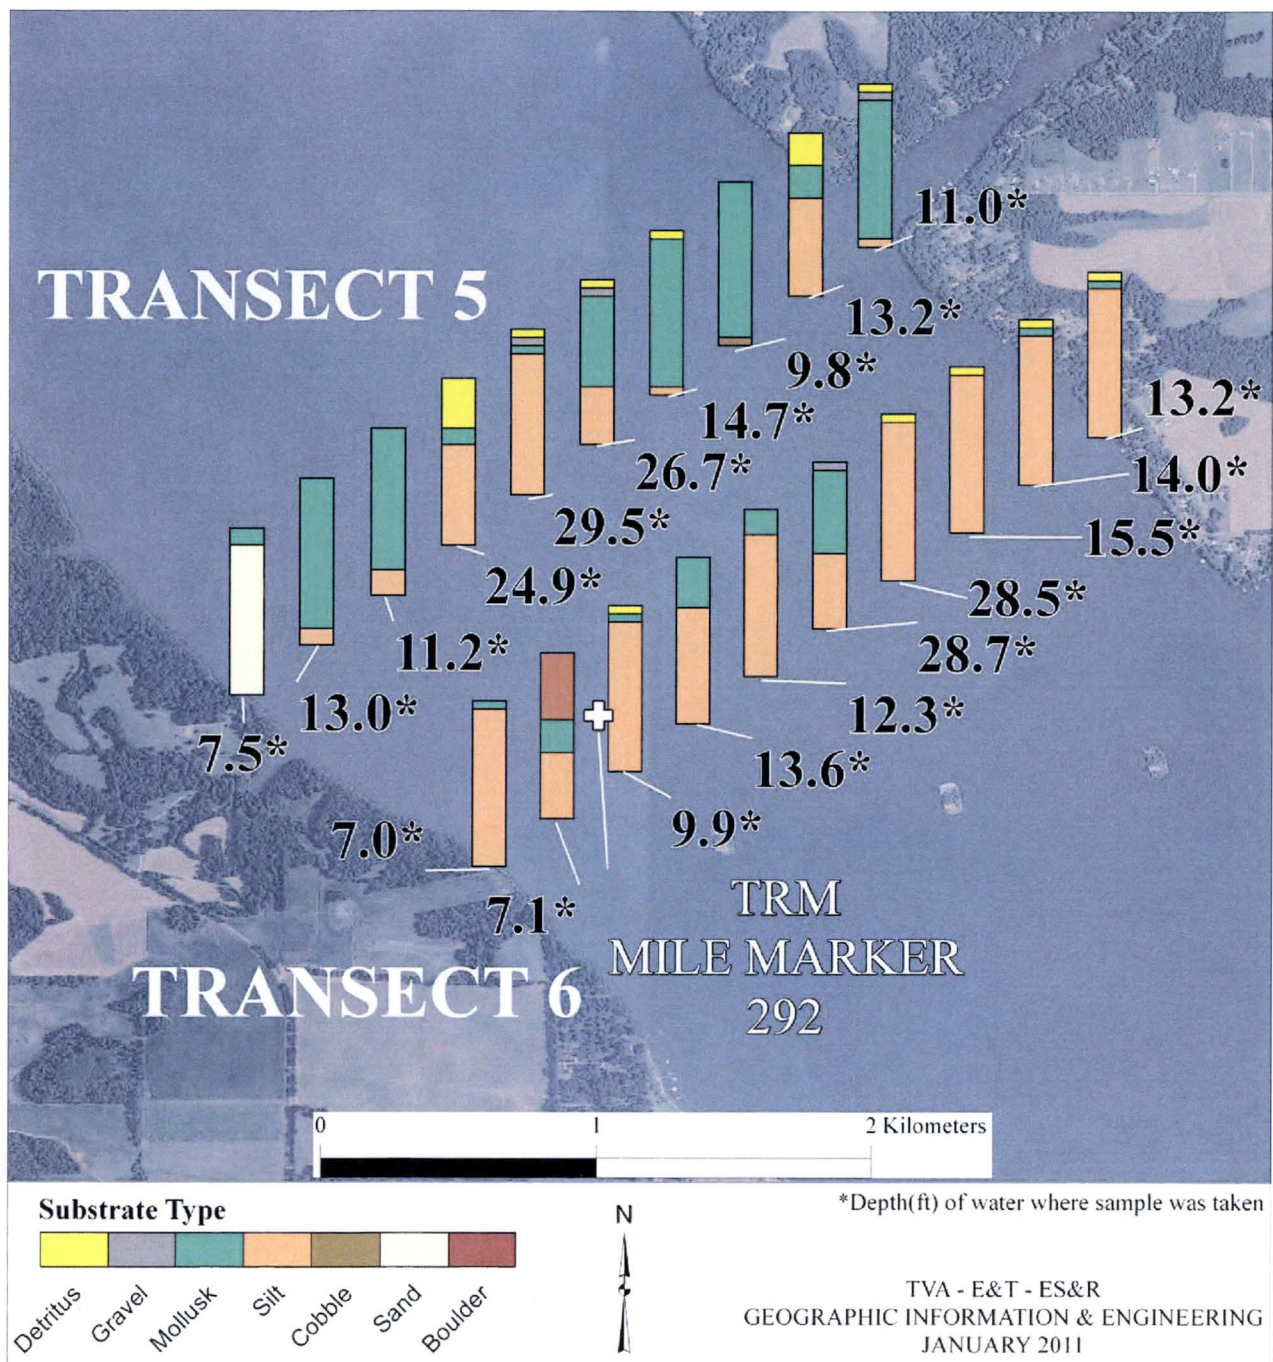 11.0*
TRANSECT 5
13.2*
9.8*
13.2*
14.7*
26.7*
14.0*
29.5*
15.5*
24.9*
28.5*
11.2*
28.7*
13.0*
12.3*
7.5*
13.6*
7.0*
9.9*
7.1*
TRM
MILE MARKER
292
TRANSECT 6
0 1 2 Kilometers
Substrate Type
Detritus
Gravel
Mollusk
Silt
Cobble
Sand
Boulder
N
*Depth(ft) of water where sample was taken
TVA - E&T - ES&R
GEOGRAPHIC INFORMATION & ENGINEERING
JANUARY 2011